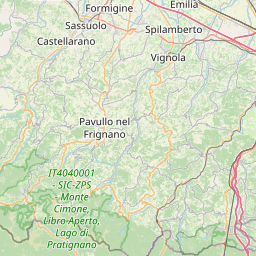 Formigine
Emilia
Sassuolo
Spilamberto
Castellarano
Vignola
Pavullo nel
Frignano
IT4040001
- SIC-ZPS
Monte
Cimone,
Libro Aperto,
Lago di
Pratignano